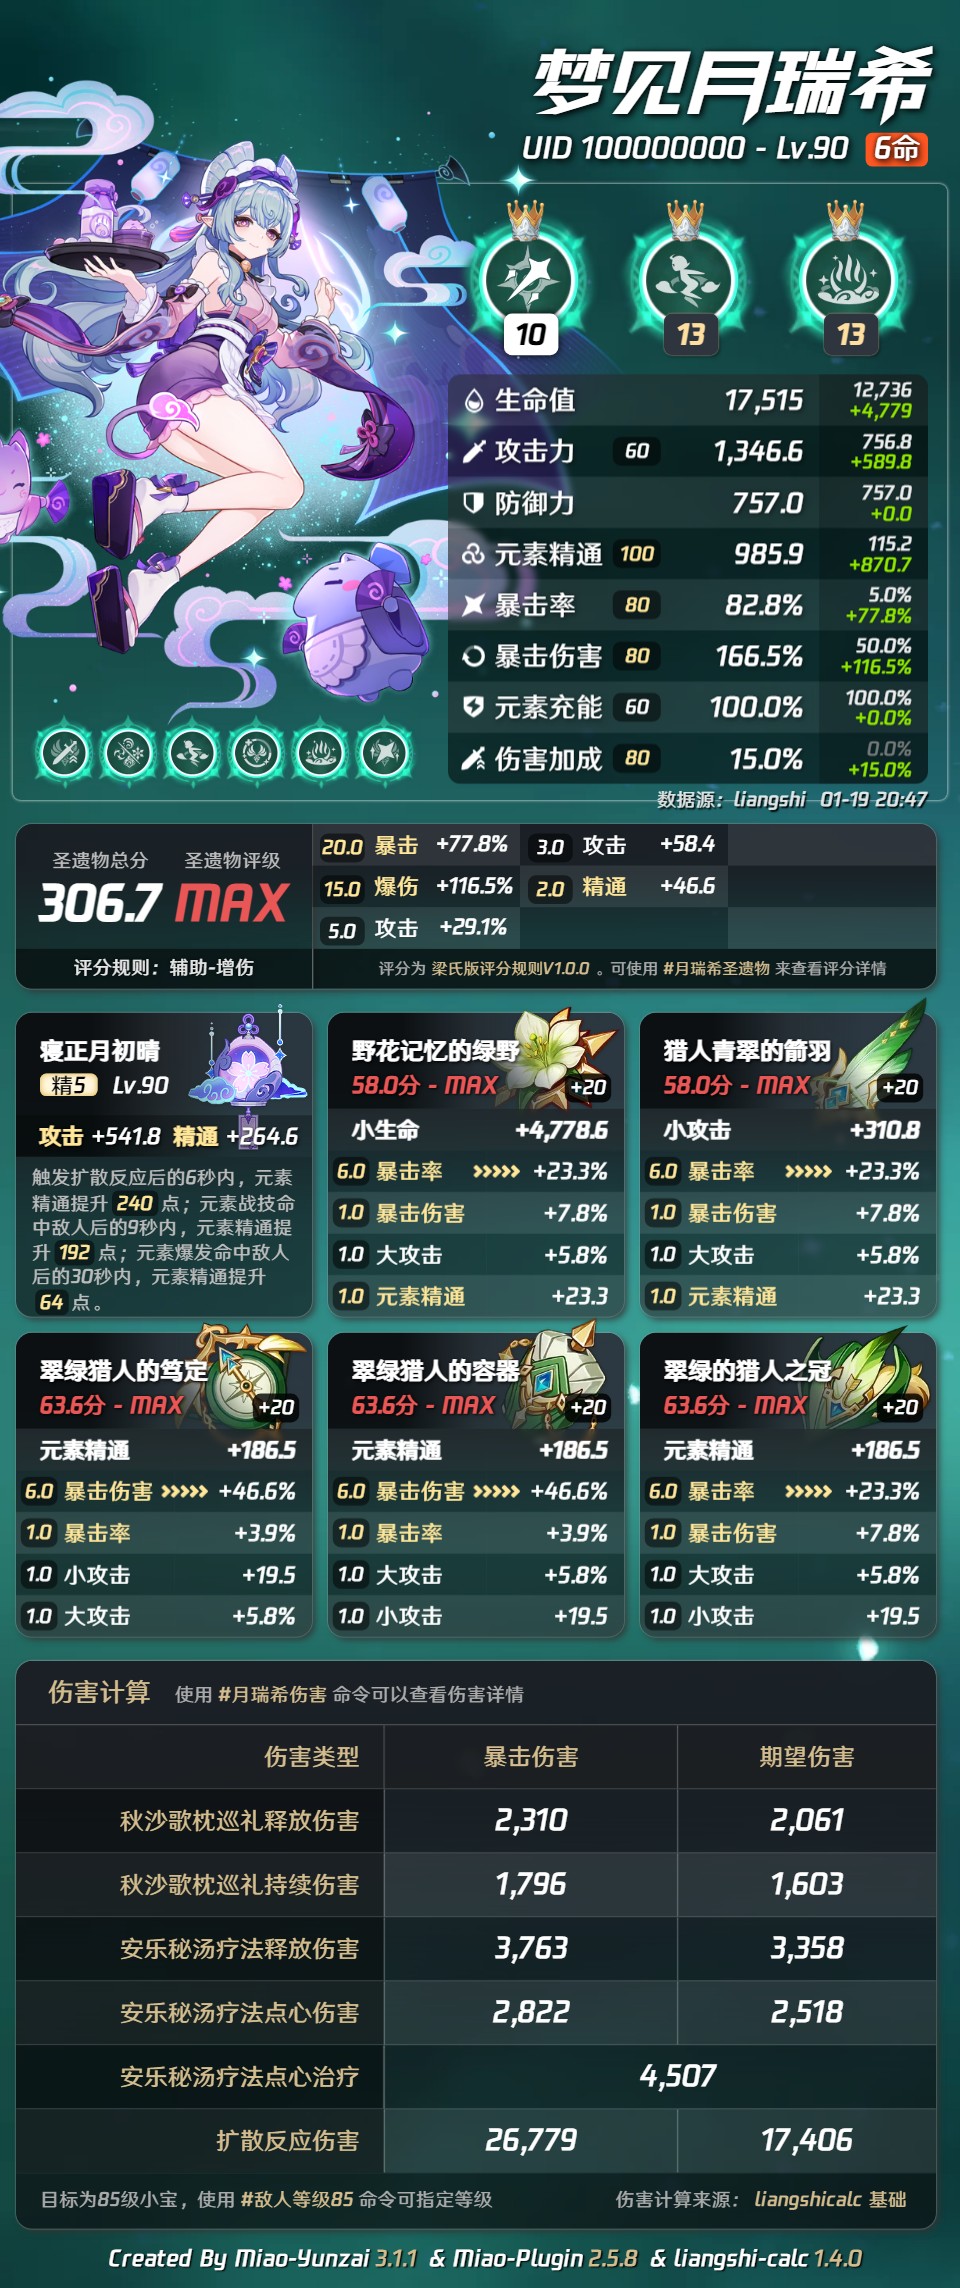 梦见月瑞希
UID 100000000 - Lv.90 6命
10 13 13
生命值 17,515 12,736 +4,779
攻击力 60 1,346.6 756.8 +589.8
防御力 757.0 757.0 +0.0
元素精通 100 985.9 115.2 +870.7
暴击率 80 82.8% 5.0% +77.8%
暴击伤害 80 166.5% 50.0% +116.5%
元素充能 60 100.0% 100.0% +0.0%
伤害加成 80 15.0% 0.0% +15.0%
数据源：liangshi 01-19 20:47
圣遗物总分 圣遗物评级
306.7 MAX
评分规则：辅助-增伤
20.0 暴击 +77.8% 3.0 攻击 +58.4
15.0 爆伤 +116.5% 2.0 精通 +46.6
5.0 攻击 +29.1%
评分为 梁氏版评分规则V1.0.0 。可使用 #月瑞希圣遗物 来查看评分详情
寝正月初晴
精5 Lv.90
攻击 +541.8 精通 +264.6
触发扩散反应后的6秒内，元素
精通提升 240 点；元素战技命
中敌人后的9秒内，元素精通提
升 192 点；元素爆发命中敌人
后的30秒内，元素精通提升
64 点。
野花记忆的绿野
58.0分 - MAX +20
小生命 +4,778.6
6.0 暴击率 +23.3%
1.0 暴击伤害 +7.8%
1.0 大攻击 +5.8%
1.0 元素精通 +23.3
猎人青翠的箭羽
58.0分 - MAX +20
小攻击 +310.8
6.0 暴击率 +23.3%
1.0 暴击伤害 +7.8%
1.0 大攻击 +5.8%
1.0 元素精通 +23.3
翠绿猎人的笃定
63.6分 - MAX +20
元素精通 +186.5
6.0 暴击伤害 +46.6%
1.0 暴击率 +3.9%
1.0 小攻击 +19.5
1.0 大攻击 +5.8%
翠绿猎人的容器
63.6分 - MAX +20
元素精通 +186.5
6.0 暴击伤害 +46.6%
1.0 暴击率 +3.9%
1.0 大攻击 +5.8%
1.0 小攻击 +19.5
翠绿的猎人之冠
63.6分 - MAX +20
元素精通 +186.5
6.0 暴击率 +23.3%
1.0 暴击伤害 +7.8%
1.0 大攻击 +5.8%
1.0 小攻击 +19.5
伤害计算 使用 #月瑞希伤害 命令可以查看伤害详情
伤害类型 暴击伤害 期望伤害
秋沙歌枕巡礼释放伤害 2,310 2,061
秋沙歌枕巡礼持续伤害 1,796 1,603
安乐秘汤疗法释放伤害 3,763 3,358
安乐秘汤疗法点心伤害 2,822 2,518
安乐秘汤疗法点心治疗 4,507
扩散反应伤害 26,779 17,406
目标为85级小宝，使用 #敌人等级85 命令可指定等级 伤害计算来源： liangshicalc 基础
Created By Miao-Yunzai 3.1.1 & Miao-Plugin 2.5.8 & liangshi-calc 1.4.0